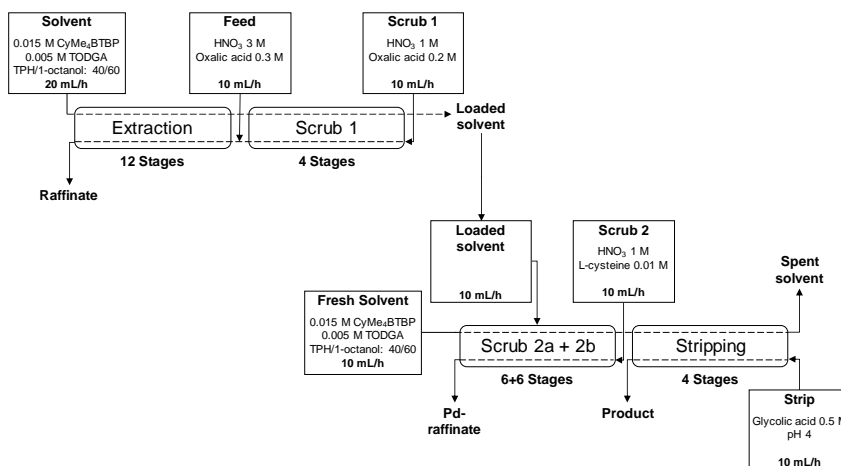 Solvent
0.015 M CyMe₄BTBP
0.005 M TODGA
TPH/1-octanol: 40/60
20 mL/h
Feed
HNO₃ 3 M
Oxalic acid 0.3 M
10 mL/h
Scrub 1
HNO₃ 1 M
Oxalic acid 0.2 M
10 mL/h
Extraction
12 Stages
Scrub 1
4 Stages
Loaded
solvent
Raffinate
Loaded
solvent
10 mL/h
Scrub 2
HNO₃ 1 M
L-cysteine 0.01 M
10 mL/h
Spent
solvent
Fresh Solvent
0.015 M CyMe₄BTBP
0.005 M TODGA
TPH/1-octanol: 40/60
10 mL/h
Scrub 2a + 2b
6+6 Stages
Stripping
4 Stages
Pd-
raffinate
Product
Strip
Glycolic acid 0.5 M
pH 4
10 mL/h